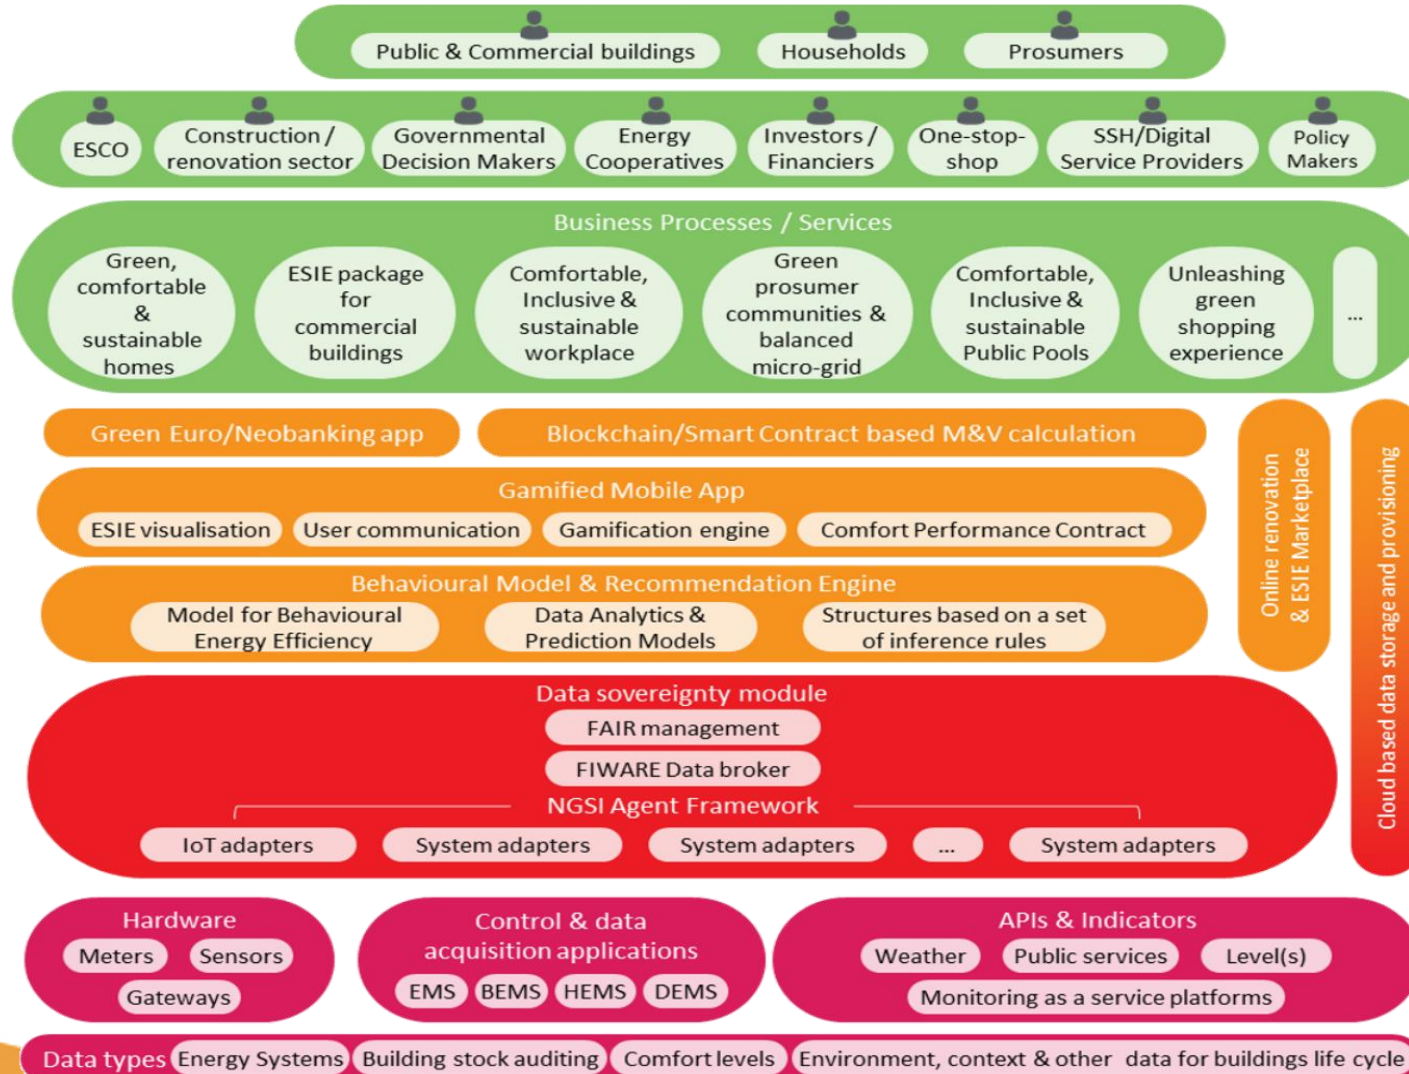 Public & Commercial buildings
Households
Prosumers
ESCO
Construction /
renovation sector
Governmental
Decision Makers
Energy
Cooperatives
Investors /
Financiers
One-stop-
shop
SSH/Digital
Service Providers
Policy
Makers
Business Processes / Services
Green,
comfortable
&
sustainable
homes
ESIE package
for
commercial
buildings
Comfortable,
Inclusive &
sustainable
workplace
Green
prosumer
communities &
balanced
micro-grid
Comfortable,
Inclusive &
sustainable
Public Pools
Unleashing
green
shopping
experience
...
Green Euro/Neobanking app
Blockchain/Smart Contract based M&V calculation
Gamified Mobile App
ESIE visualisation
User communication
Gamification engine
Comfort Performance Contract
Behavioural Model & Recommendation Engine
Model for Behavioural
Energy Efficiency
Data Analytics &
Prediction Models
Structures based on a set
of inference rules
Online renovation
& ESIE Marketplace
Cloud based data storage and provisioning
Data sovereignty module
FAIR management
FIWARE Data broker
NGSI Agent Framework
IoT adapters
System adapters
System adapters
...
System adapters
Hardware
Meters
Sensors
Gateways
Control & data
acquisition applications
EMS
BEMS
HEMS
DEMS
APIs & Indicators
Weather
Public services
Level(s)
Monitoring as a service platforms
Data types
Energy Systems
Building stock auditing
Comfort levels
Environment, context & other data for buildings life cycle